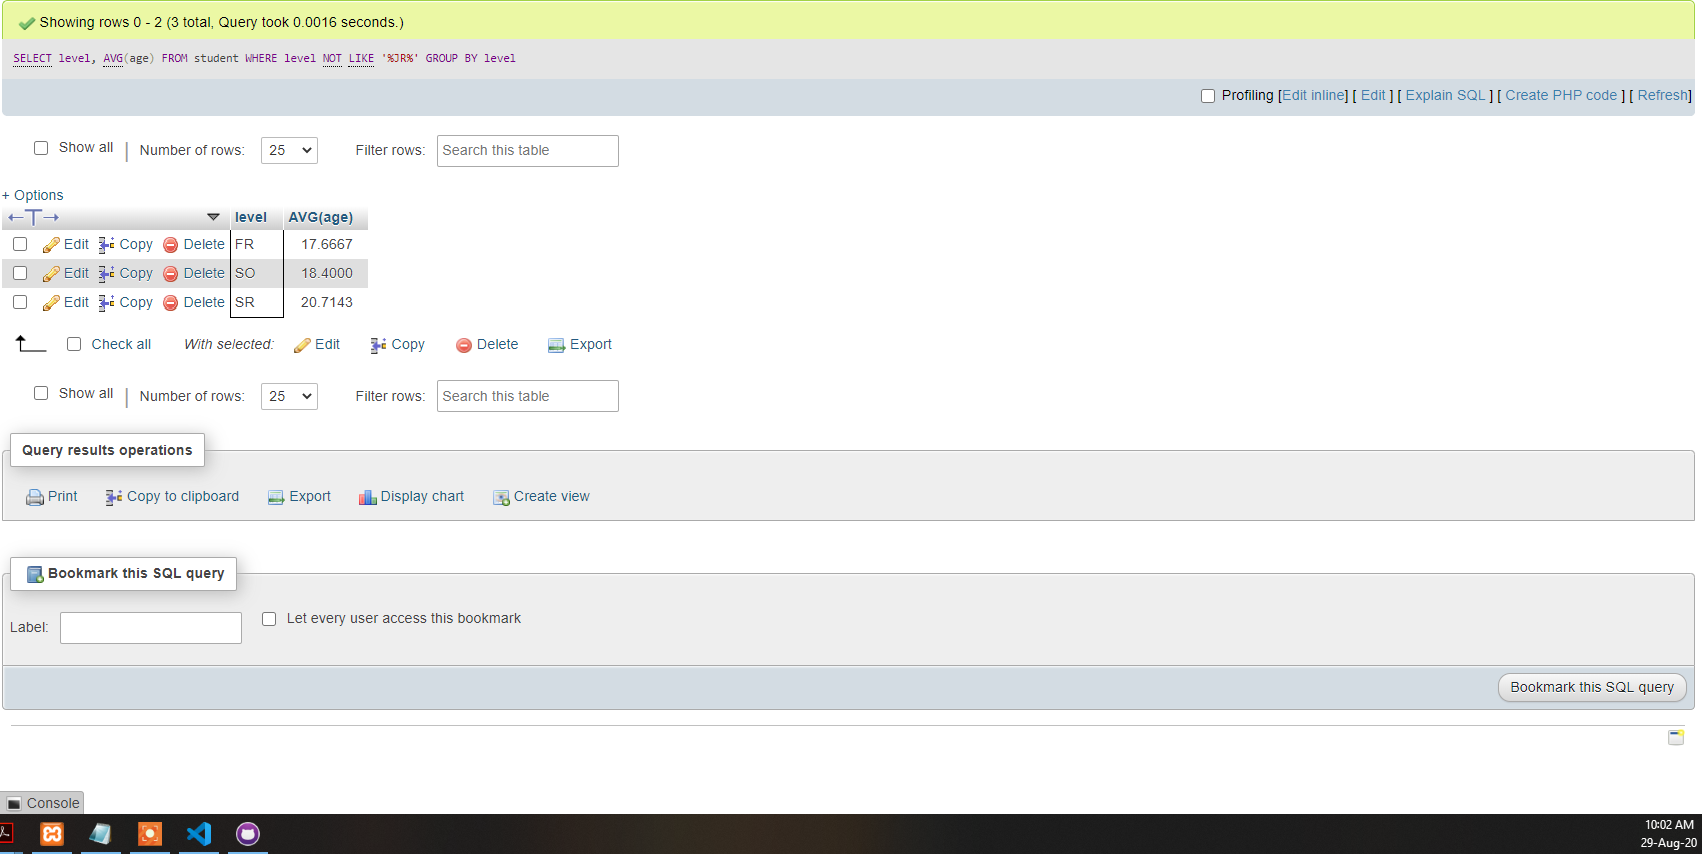 Showing rows 0 - 2 (3 total, Query took 0.0016 seconds.)
SELECT level, AVG(age) FROM student WHERE level NOT LIKE '%JR%' GROUP BY level
Profiling [Edit inline] [ Edit ] [ Explain SQL ] [ Create PHP code ] [ Refresh]
Show all | Number of rows: 25 Filter rows: Search this table
+ Options
←T→ level AVG(age)
Edit Copy Delete FR 17.6667
Edit Copy Delete SO 18.4000
Edit Copy Delete SR 20.7143
Check all With selected: Edit Copy Delete Export
Show all | Number of rows: 25 Filter rows: Search this table
Query results operations
Print Copy to clipboard Export Display chart Create view
Bookmark this SQL query
Label: Let every user access this bookmark
Bookmark this SQL query
Console
10:02 AM
29-Aug-20